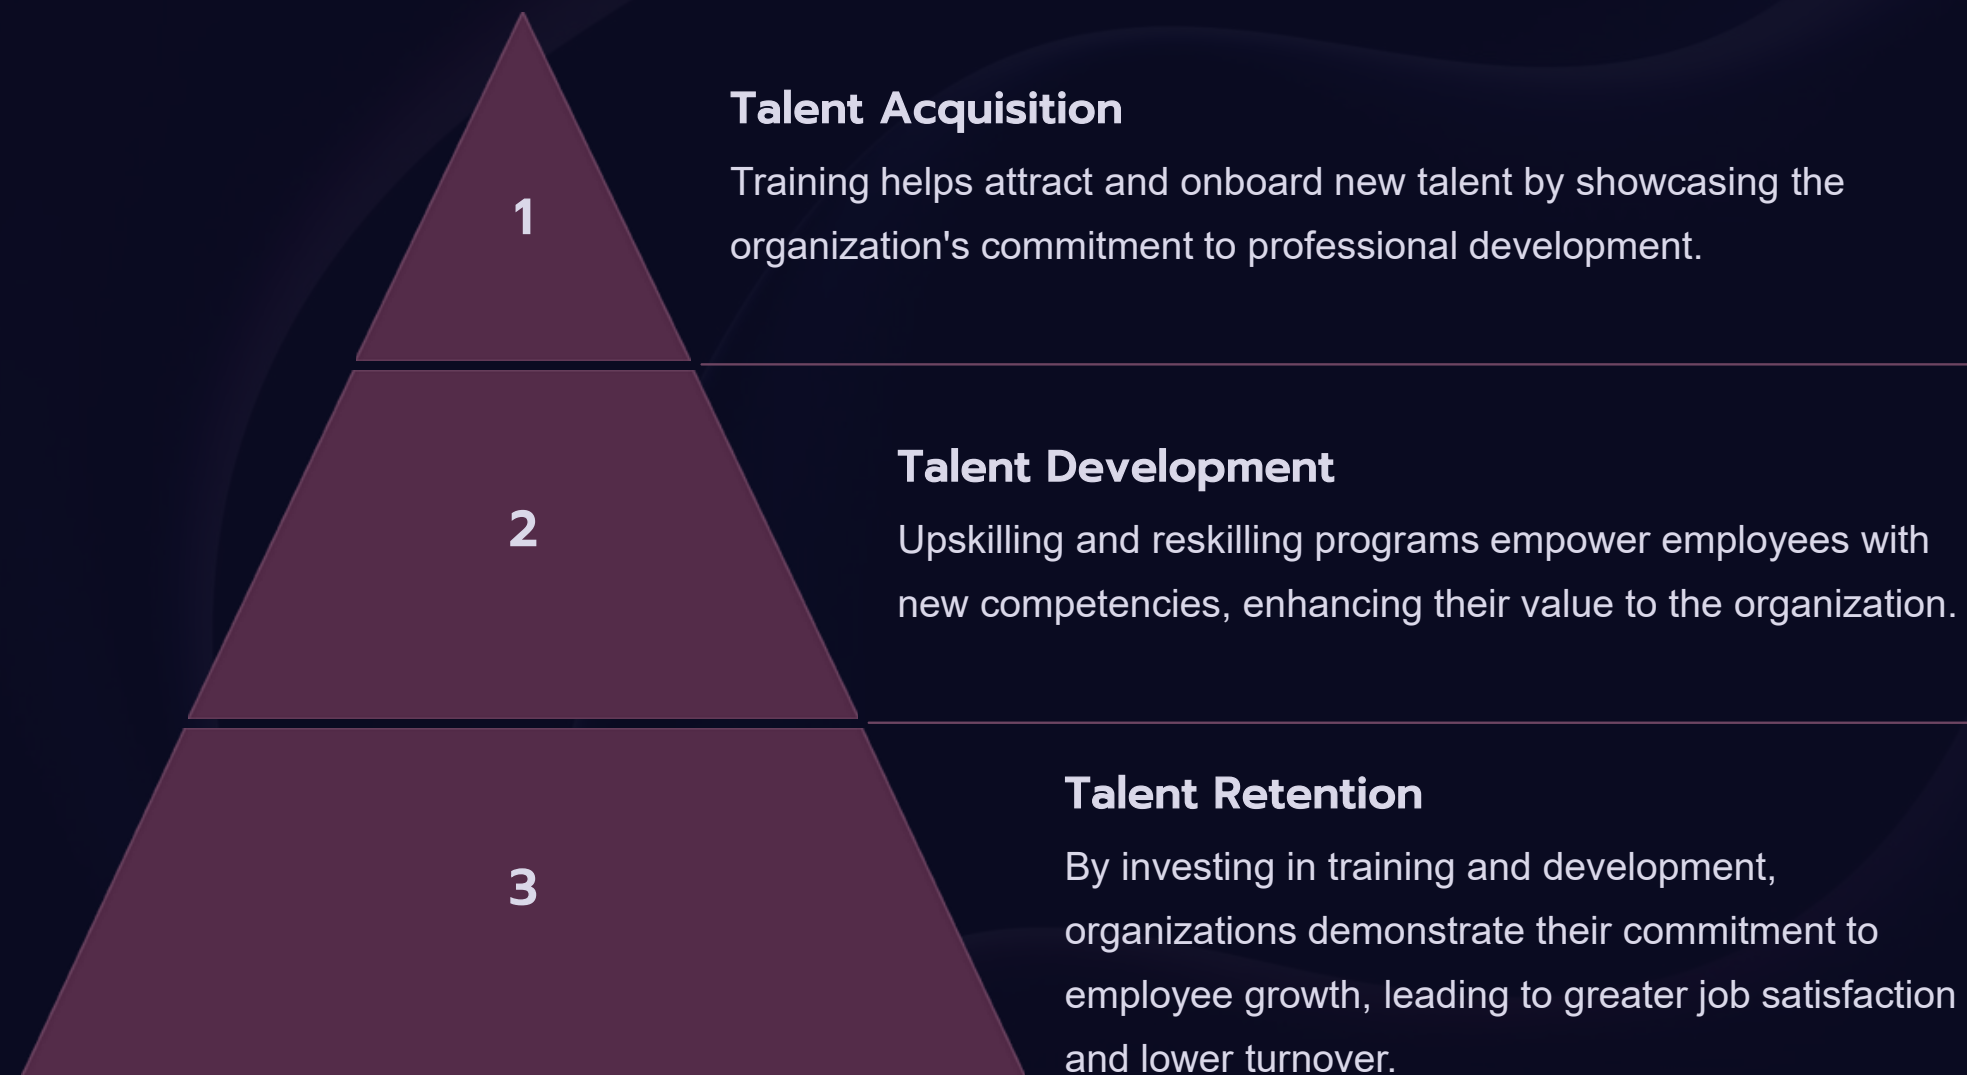 1
Talent Acquisition
Training helps attract and onboard new talent by showcasing the
organization's commitment to professional development.
2
Talent Development
Upskilling and reskilling programs empower employees with
new competencies, enhancing their value to the organization.
3
Talent Retention
By investing in training and development,
organizations demonstrate their commitment to
employee growth, leading to greater job satisfaction
and lower turnover.